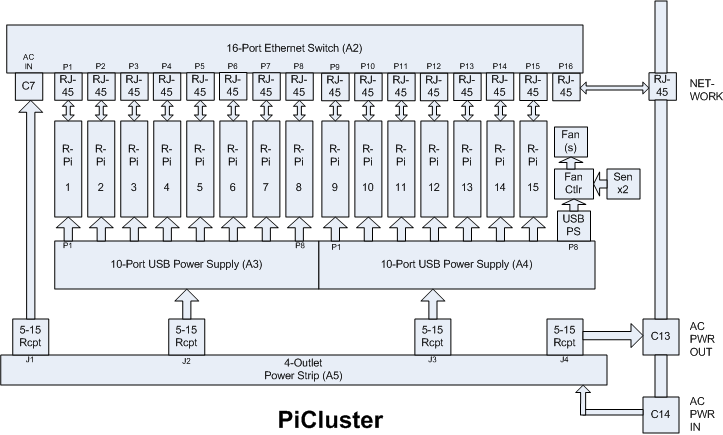 16-Port Ethernet Switch (A2)
AC
IN
P1 P2 P3 P4 P5 P6 P7 P8 P9 P10 P11 P12 P13 P14 P15 P16
C7
RJ-
45
RJ-
45
RJ-
45
RJ-
45
RJ-
45
RJ-
45
RJ-
45
RJ-
45
RJ-
45
RJ-
45
RJ-
45
RJ-
45
RJ-
45
RJ-
45
RJ-
45
RJ-
45
RJ-
45
NET-
WORK
R-
Pi
1
R-
Pi
2
R-
Pi
3
R-
Pi
4
R-
Pi
5
R-
Pi
6
R-
Pi
7
R-
Pi
8
R-
Pi
9
R-
Pi
10
R-
Pi
11
R-
Pi
12
R-
Pi
13
R-
Pi
14
R-
Pi
15
Fan
(s)
Fan
Ctlr
Sen
x2
USB
PS
P1 P8 P1 P8
10-Port USB Power Supply (A3)
10-Port USB Power Supply (A4)
5-15
Rcpt
J1
5-15
Rcpt
J2
5-15
Rcpt
J3
5-15
Rcpt
J4
C13
AC
PWR
OUT
4-Outlet
Power Strip (A5)
C14
AC
PWR
IN
PiCluster